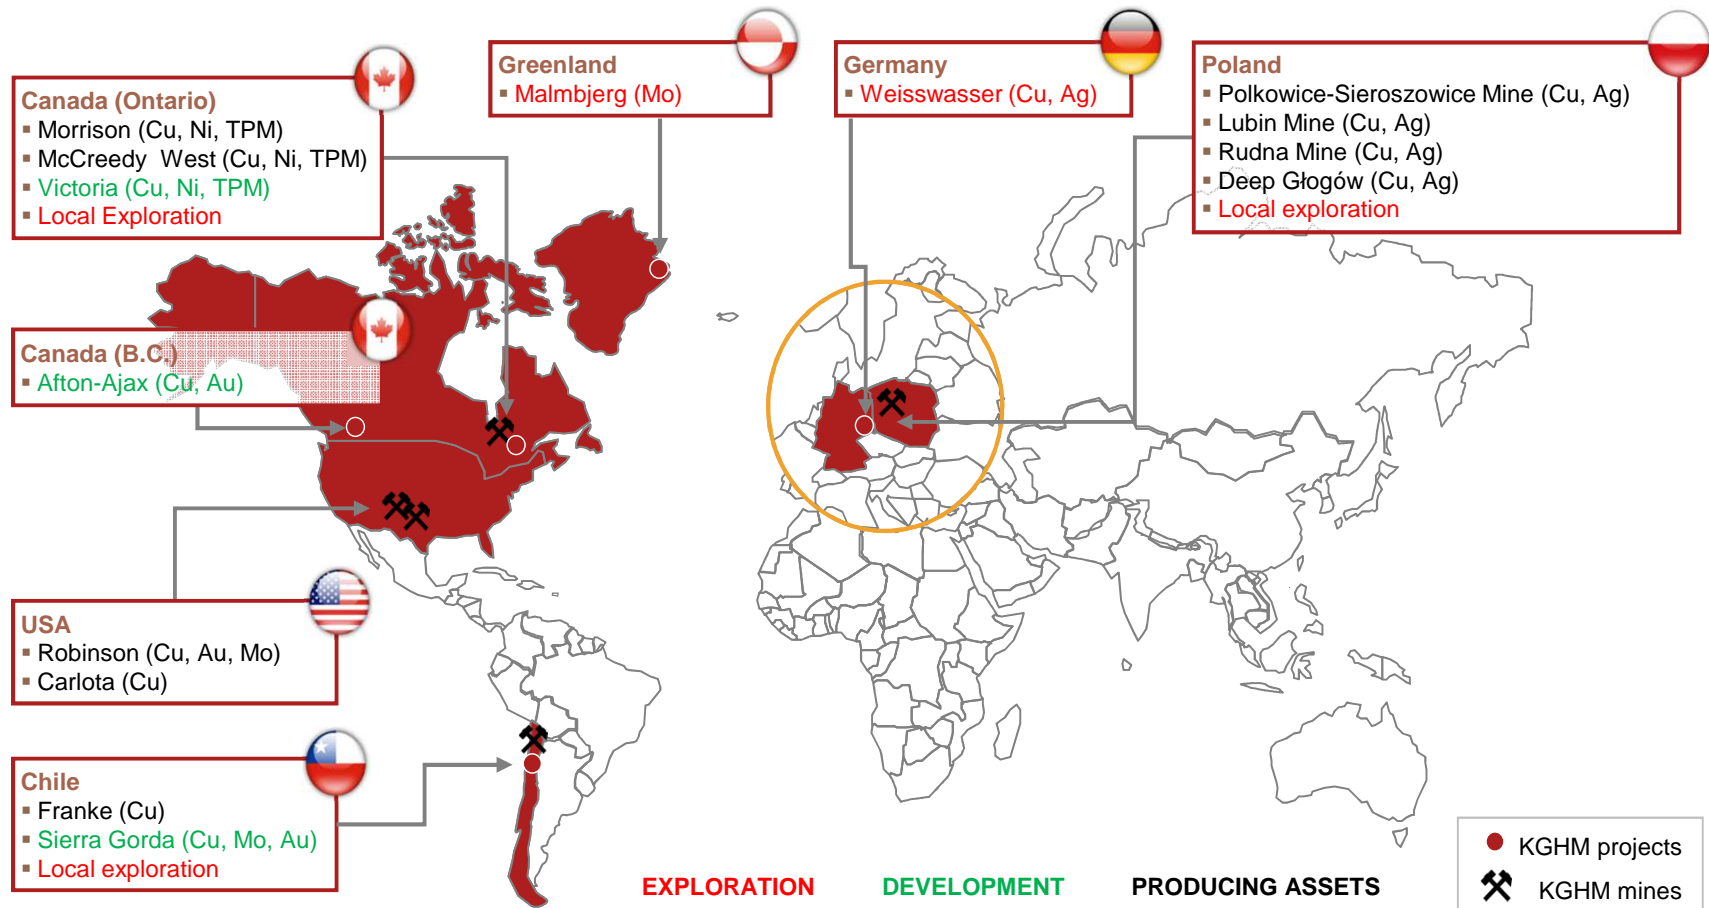 Canada (Ontario)
▪ Morrison (Cu, Ni, TPM)
▪ McCreedy West (Cu, Ni, TPM)
▪ Victoria (Cu, Ni, TPM)
▪ Local Exploration
Greenland
▪ Malmbjerg (Mo)
Germany
▪ Weisswasser (Cu, Ag)
Poland
▪ Polkowice-Sieroszowice Mine (Cu, Ag)
▪ Lubin Mine (Cu, Ag)
▪ Rudna Mine (Cu, Ag)
▪ Deep Głogów (Cu, Ag)
▪ Local exploration
Canada (B.C.)
▪ Afton-Ajax (Cu, Au)
USA
▪ Robinson (Cu, Au, Mo)
▪ Carlota (Cu)
Chile
▪ Franke (Cu)
▪ Sierra Gorda (Cu, Mo, Au)
▪ Local exploration
EXPLORATION DEVELOPMENT PRODUCING ASSETS
KGHM projects
KGHM mines